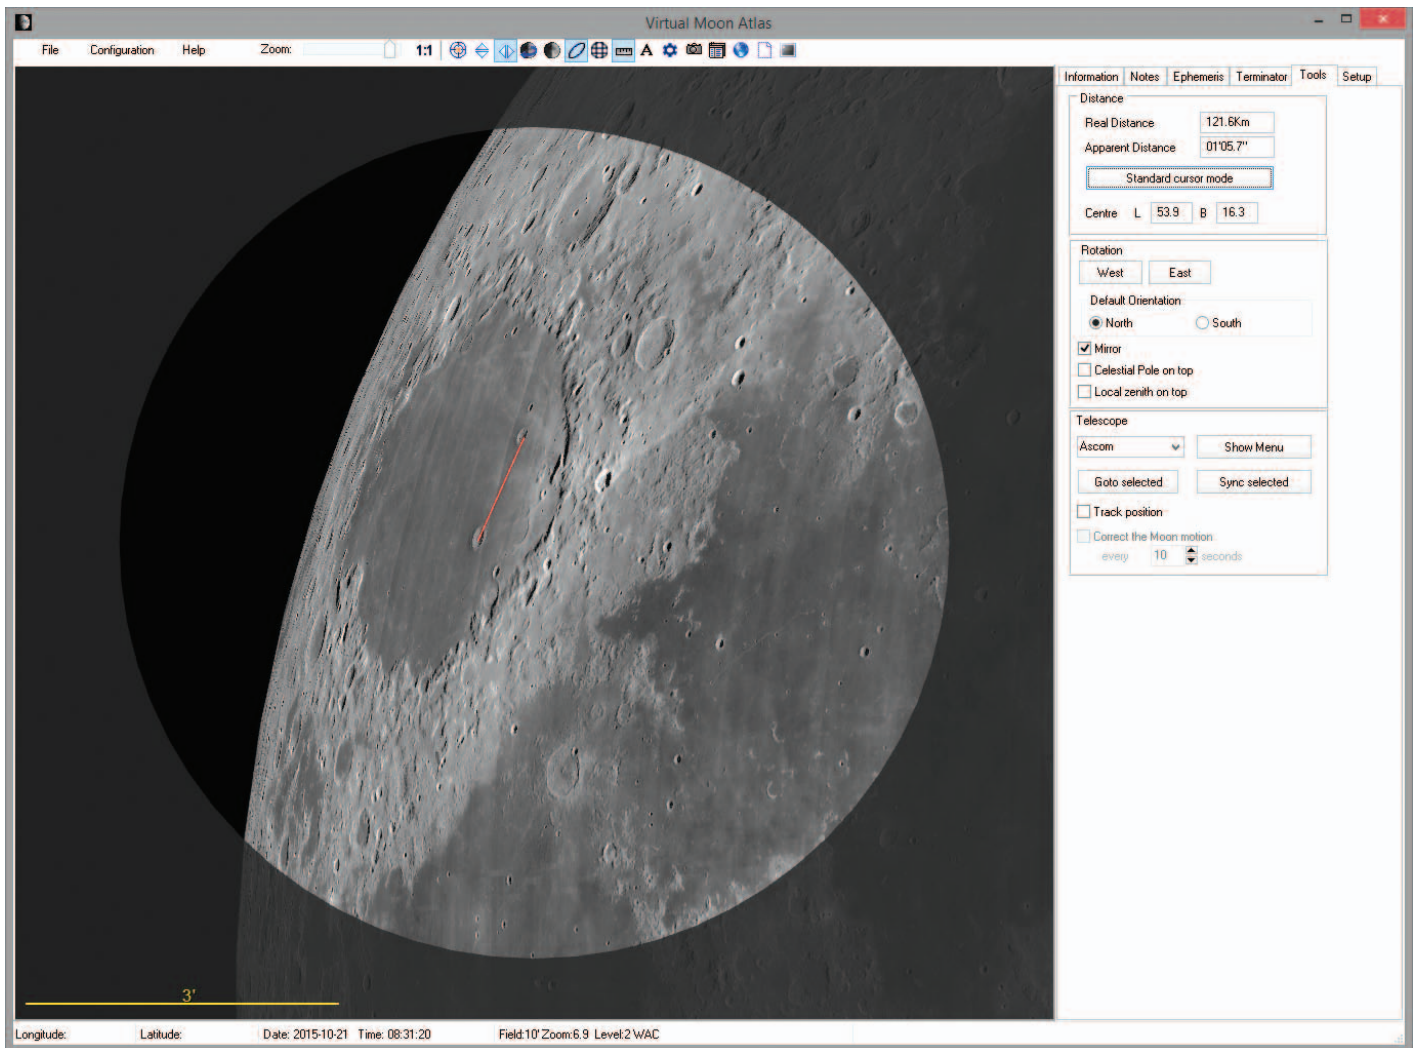 Virtual Moon Atlas
File Configuration Help Zoom: 1:1 A
Information Notes Ephemeris Terminator Tools Setup
Distance
Real Distance 121.6Km
Apparent Distance 01'05.7"
Standard cursor mode
Centre L 53.9 B 16.3
Rotation
West East
Default Orientation
North South
Mirror
Celestial Pole on top
Local zenith on top
Telescope
Ascom Show Menu
Goto selected Sync selected
Track position
Correct the Moon motion
every 10 seconds
3'
Longitude: Latitude: Date: 2015-10-21 Time: 08:31:20 Field:10' Zoom:6.9 Level:2 WAC